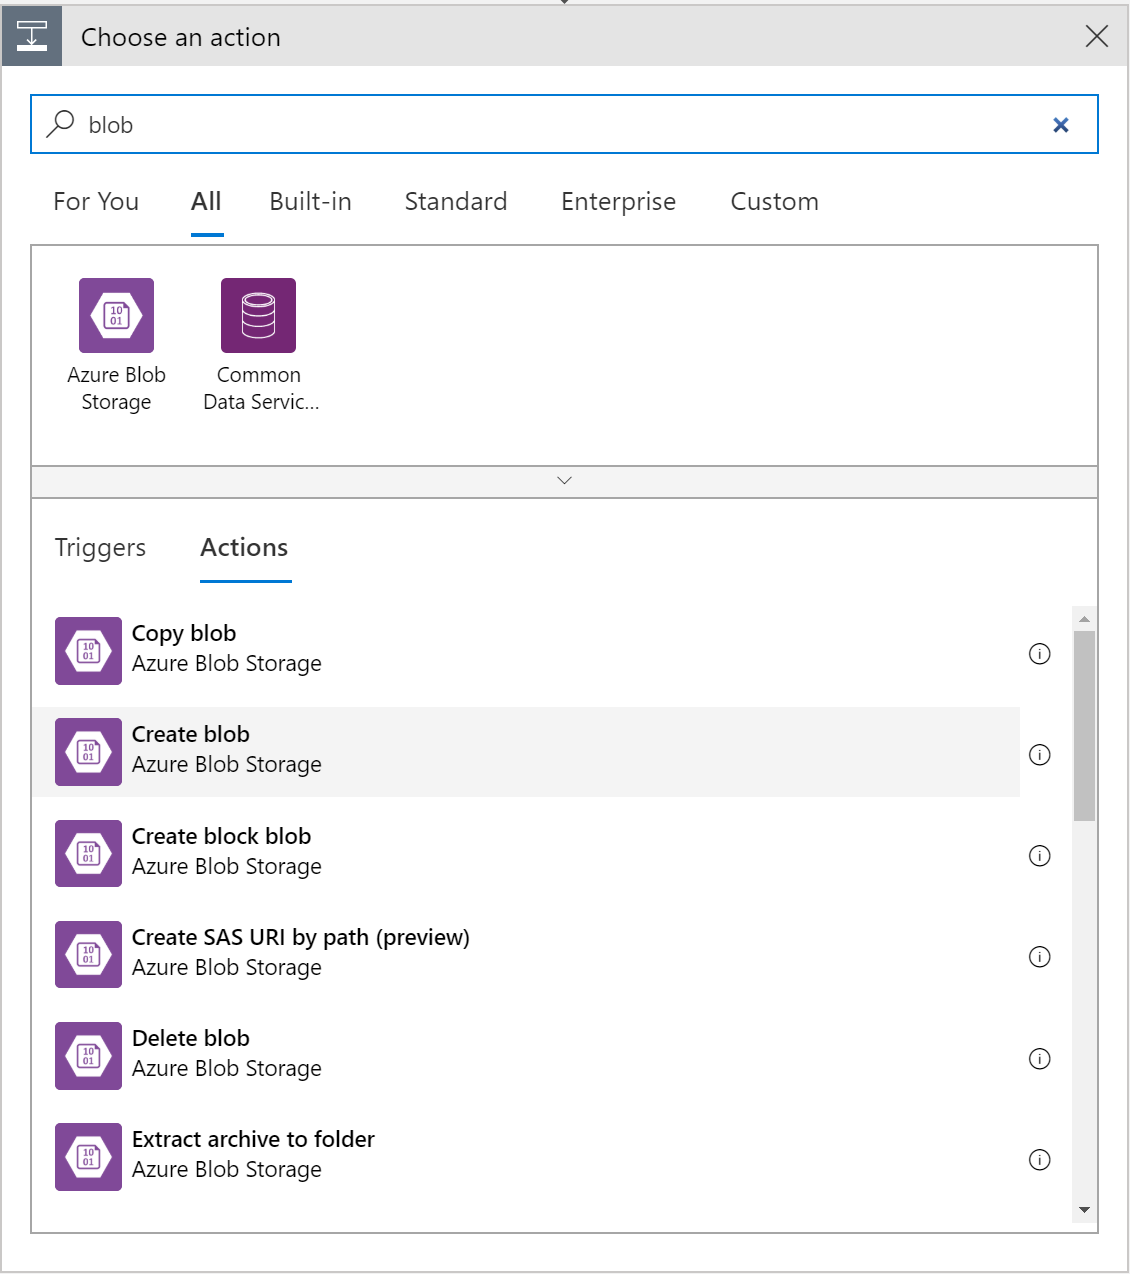 Choose an action
blob
For You All Built-in Standard Enterprise Custom
Azure Blob
Storage
Common
Data Servic...
Triggers Actions
Copy blob
Azure Blob Storage
Create blob
Azure Blob Storage
Create block blob
Azure Blob Storage
Create SAS URI by path (preview)
Azure Blob Storage
Delete blob
Azure Blob Storage
Extract archive to folder
Azure Blob Storage